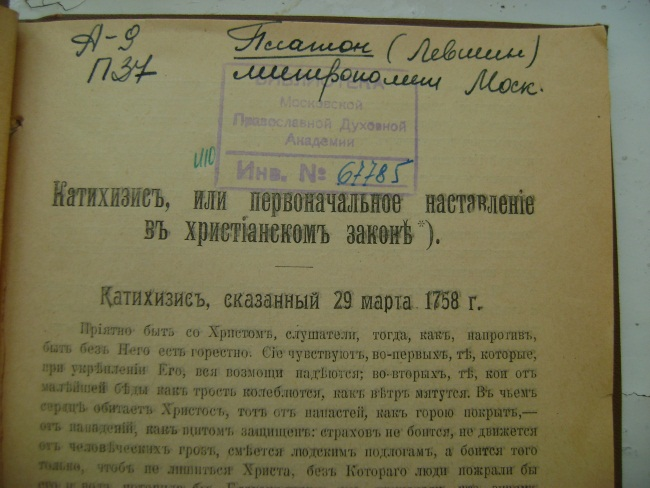 А-9 Платон (Левшин)
П37 митрополит Моск.
БИБЛИОТЕКА
Московской
Православной Духовной
Академии
Инв. № 67785
Катихизисъ, или первоначальное наставленіе
въ христіанскомъ законѣ*).
Катихизисъ, сказанный 29 марта 1758 г.
Пріятно быть со Христомъ, слушатели, тогда, какъ, напротивъ,
быть безъ Него есть горестно. Сіе чувствуютъ, во-первыхъ, тѣ, которые,
при укрѣпленіи Его, вся возмощи надѣются; во-вторыхъ, тѣ, кои отъ
малѣйшей бѣды какъ трость колеблются, какъ вѣтръ мятутся. Въ чьемъ
сердцѣ обитаетъ Христосъ, тотъ отъ напастей, какъ горою покрытъ,—
отъ нападеній, какъ щитомъ защищенъ: страховъ не боится, не движется
отъ человѣческихъ грозъ, смѣется людскимъ подлогамъ, а боится того
только, чтобъ не лишиться Христа, безъ Котораго люди пожрали бы